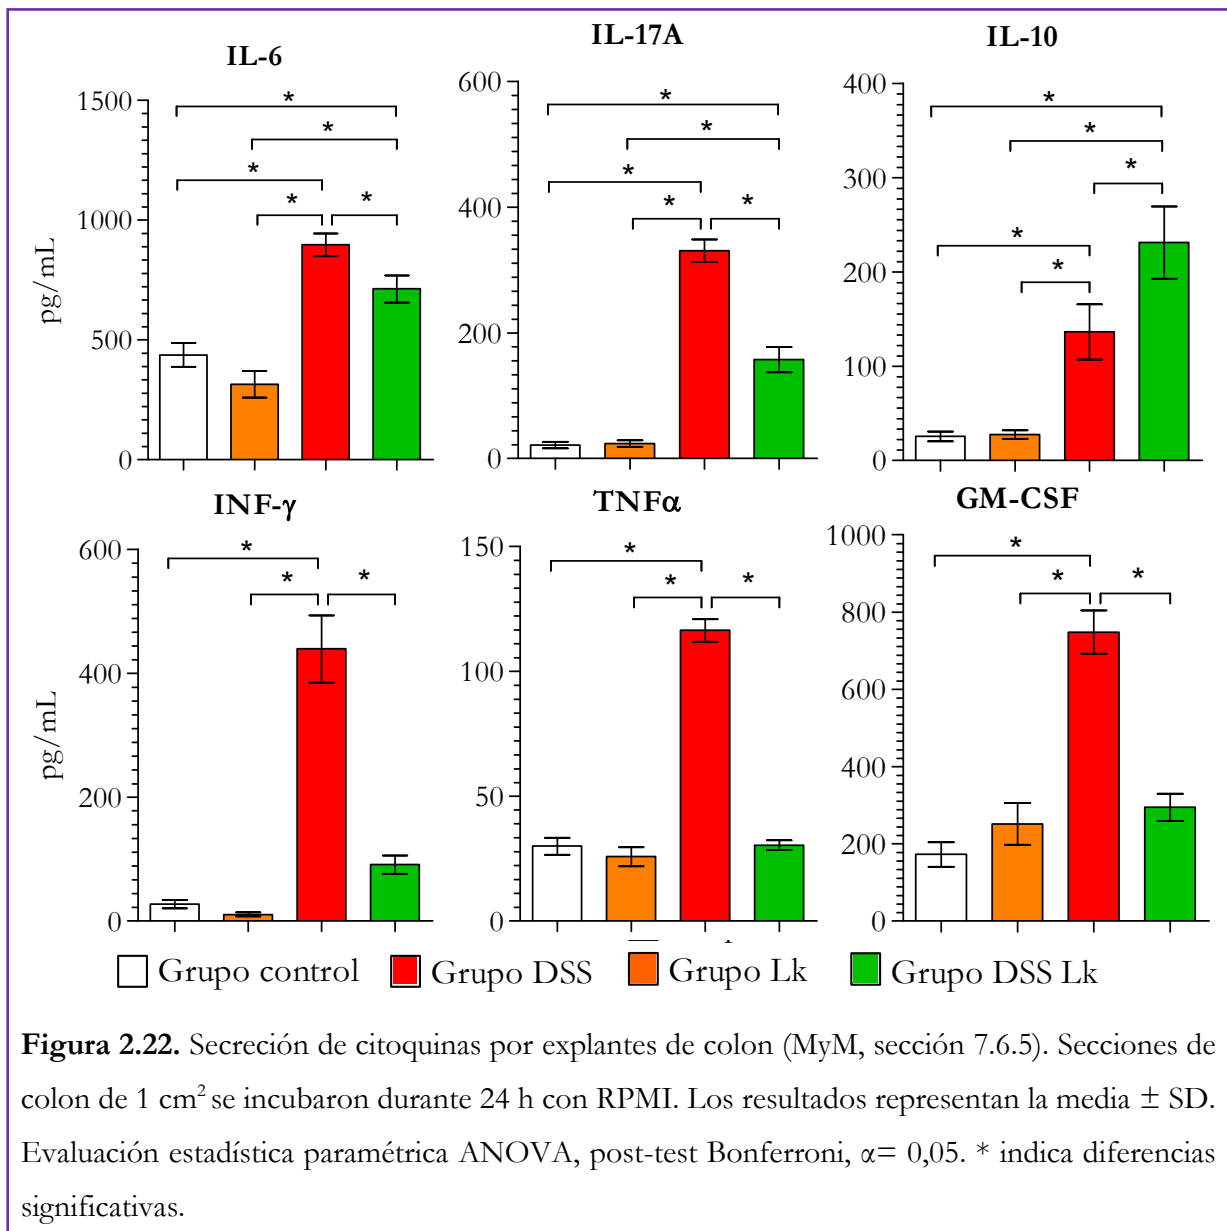 IL-6
IL-17A
IL-10
pg/mL
1500
1000
500
0
* * * * *
600
400
200
0
* * * * *
400
300
200
100
0
* * * * *
INF-γ
TNFα
GM-CSF
pg/mL
600
400
200
0
* * *
150
100
50
0
* * *
1000
800
600
400
200
0
* * *
Grupo control
Grupo DSS
Grupo Lk
Grupo DSS Lk
Figura 2.22. Secreción de citoquinas por explantes de colon (MyM, sección 7.6.5). Secciones de
colon de 1 cm² se incubaron durante 24 h con RPMI. Los resultados representan la media ± SD.
Evaluación estadística paramétrica ANOVA, post-test Bonferroni, α= 0,05. * indica diferencias
significativas.